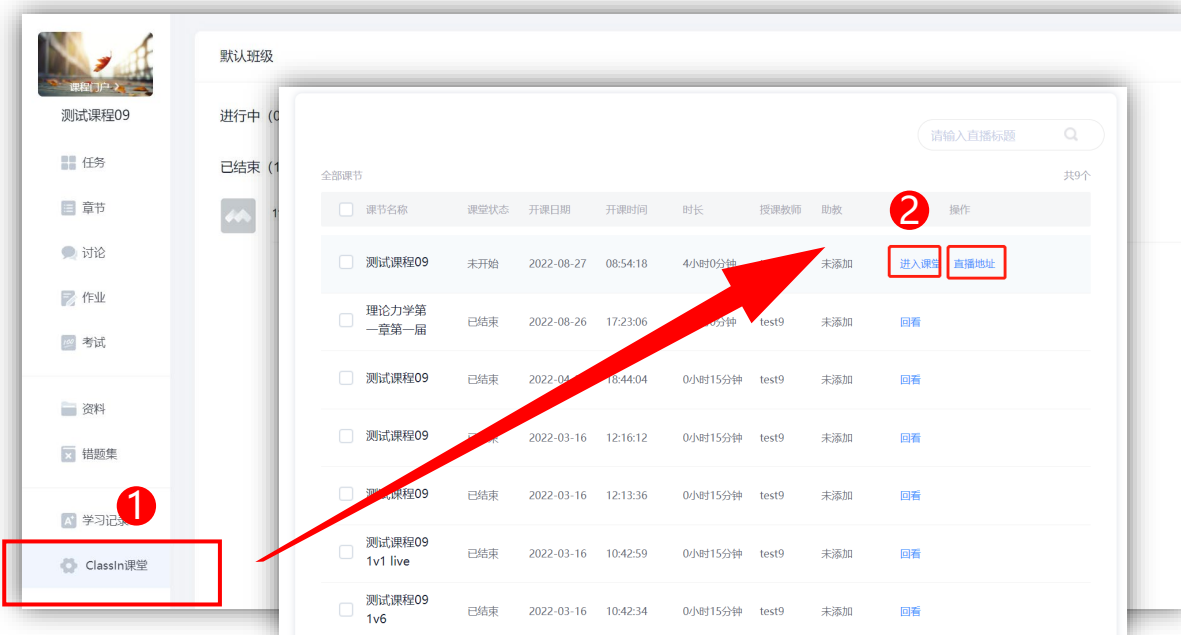 课程门户 >
测试课程09
任务
章节
讨论
作业
考试
资料
错题集
学习记录
ClassIn课堂
1
默认班级
进行中（0
已结束（1
请输入直播标题
全部课节
共9个
课节名称 课堂状态 开课日期 开课时间 时长 授课教师 助教 2 操作
测试课程09 未开始 2022-08-27 08:54:18 4小时0分钟 未添加 进入课堂 直播地址
理论力学第
一章第一届 已结束 2022-08-26 17:23:06 分钟 test9 未添加 回看
测试课程09 已结束 18:44:04 0小时15分钟 test9 未添加 回看
测试课程09 2022-03-16 12:16:12 0小时15分钟 test9 未添加 回看
测试课程09 已结束 2022-03-16 12:13:36 0小时15分钟 test9 未添加 回看
测试课程09
1v1 live 已结束 2022-03-16 10:42:59 0小时15分钟 test9 未添加 回看
测试课程09
1v6 已结束 2022-03-16 10:42:34 0小时15分钟 test9 未添加 回看